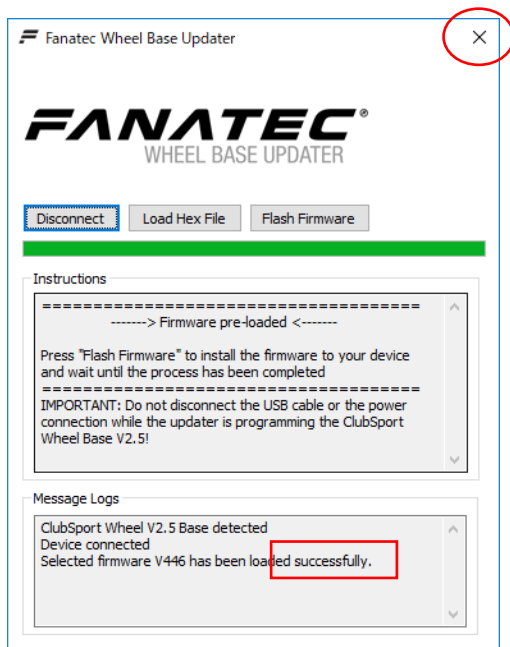 Fanatec Wheel Base Updater
FANATEC®
WHEEL BASE UPDATER
Disconnect
Load Hex File
Flash Firmware
Instructions
=====================================
-------> Firmware pre-loaded <-------
Press "Flash Firmware" to install the firmware to your device
and wait until the process has been completed
=====================================
IMPORTANT: Do not disconnect the USB cable or the power
connection while the updater is programming the ClubSport
Wheel Base V2.5!
Message Logs
ClubSport Wheel V2.5 Base detected
Device connected
Selected firmware V446 has been loaded successfully.